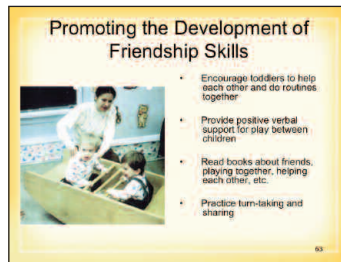 Promoting the Development of
Friendship Skills
• Encourage toddlers to help
each other and do routines
together
• Provide positive verbal
support for play between
children
• Read books about friends,
playing together, helping
each other, etc.
• Practice turn-taking and
sharing
63